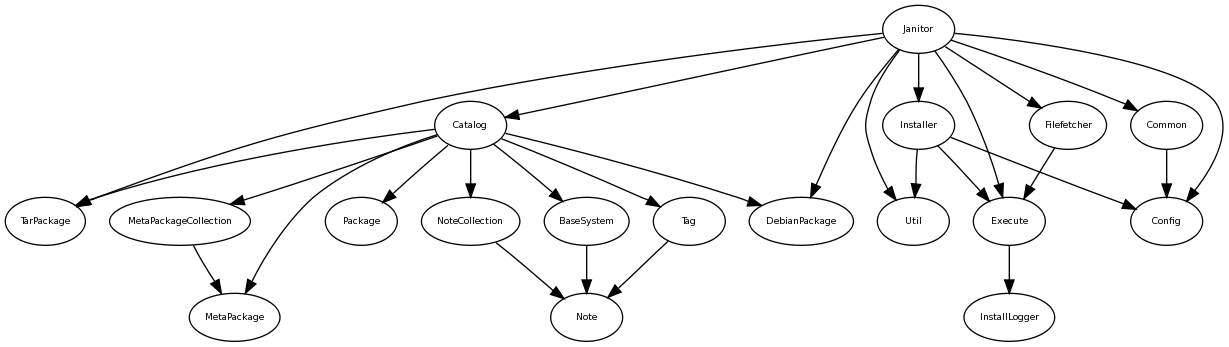 Janitor
Catalog
Installer
Filefetcher
Common
TarPackage
MetaPackageCollection
Package
NoteCollection
BaseSystem
Tag
DebianPackage
Util
Execute
Config
MetaPackage
Note
InstallLogger